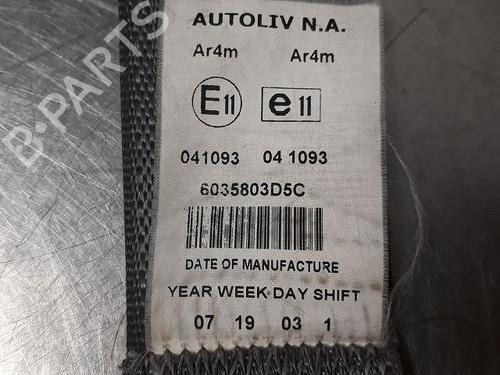 AUTOLIV N.A.
Ar4m Ar4m
E11 e11
041093 04 1093
6035803D5C
DATE OF MANUFACTURE
YEAR WEEK DAY SHIFT
07 19 03 1
B-PARTS